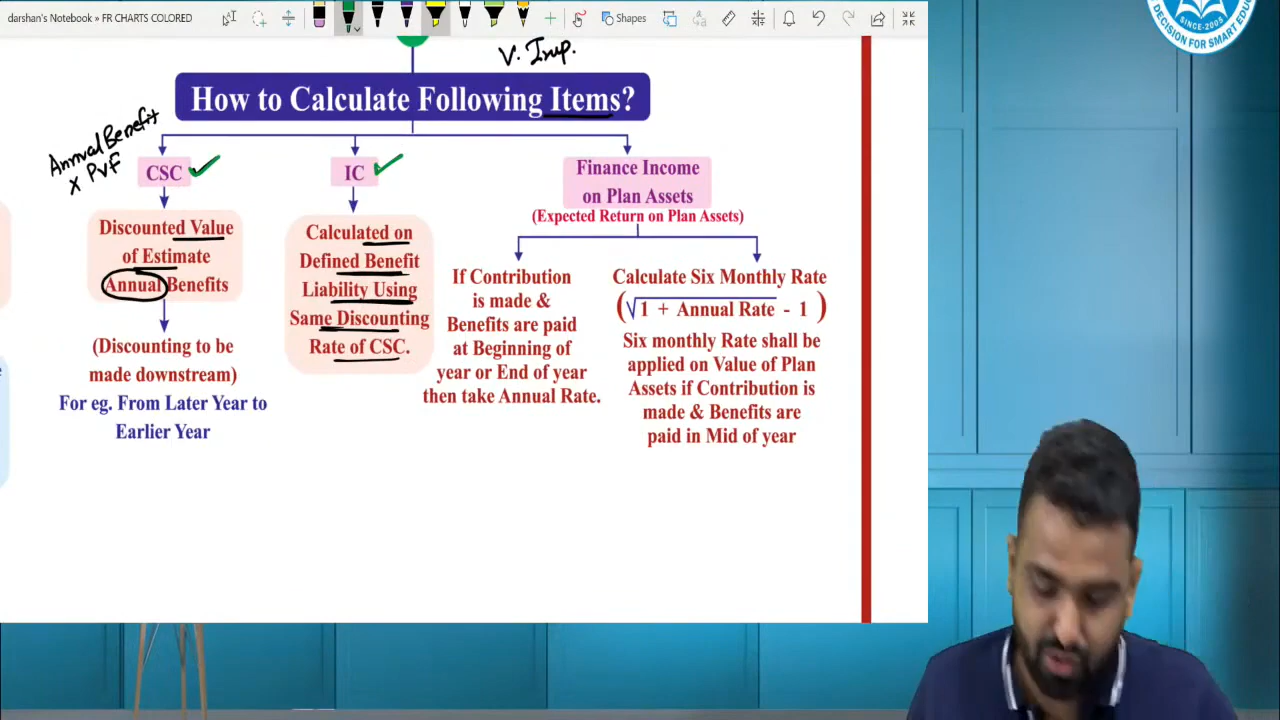 darshan's Notebook » FR CHARTS COLORED
Shapes
DECISION FOR SMART EDU
SINCE-2005
V. Imp.
How to Calculate Following Items?
Annual Benefit
x PVF
CSC
IC
Finance Income
on Plan Assets
(Expected Return on Plan Assets)
Discounted Value
of Estimate
Annual Benefits
(Discounting to be
made downstream)
For eg. From Later Year to
Earlier Year
Calculated on
Defined Benefit
Liability Using
Same Discounting
Rate of CSC.
If Contribution
is made &
Benefits are paid
at Beginning of
year or End of year
then take Annual Rate.
Calculate Six Monthly Rate
(√1 + Annual Rate - 1)
Six monthly Rate shall be
applied on Value of Plan
Assets if Contribution is
made & Benefits are
paid in Mid of year